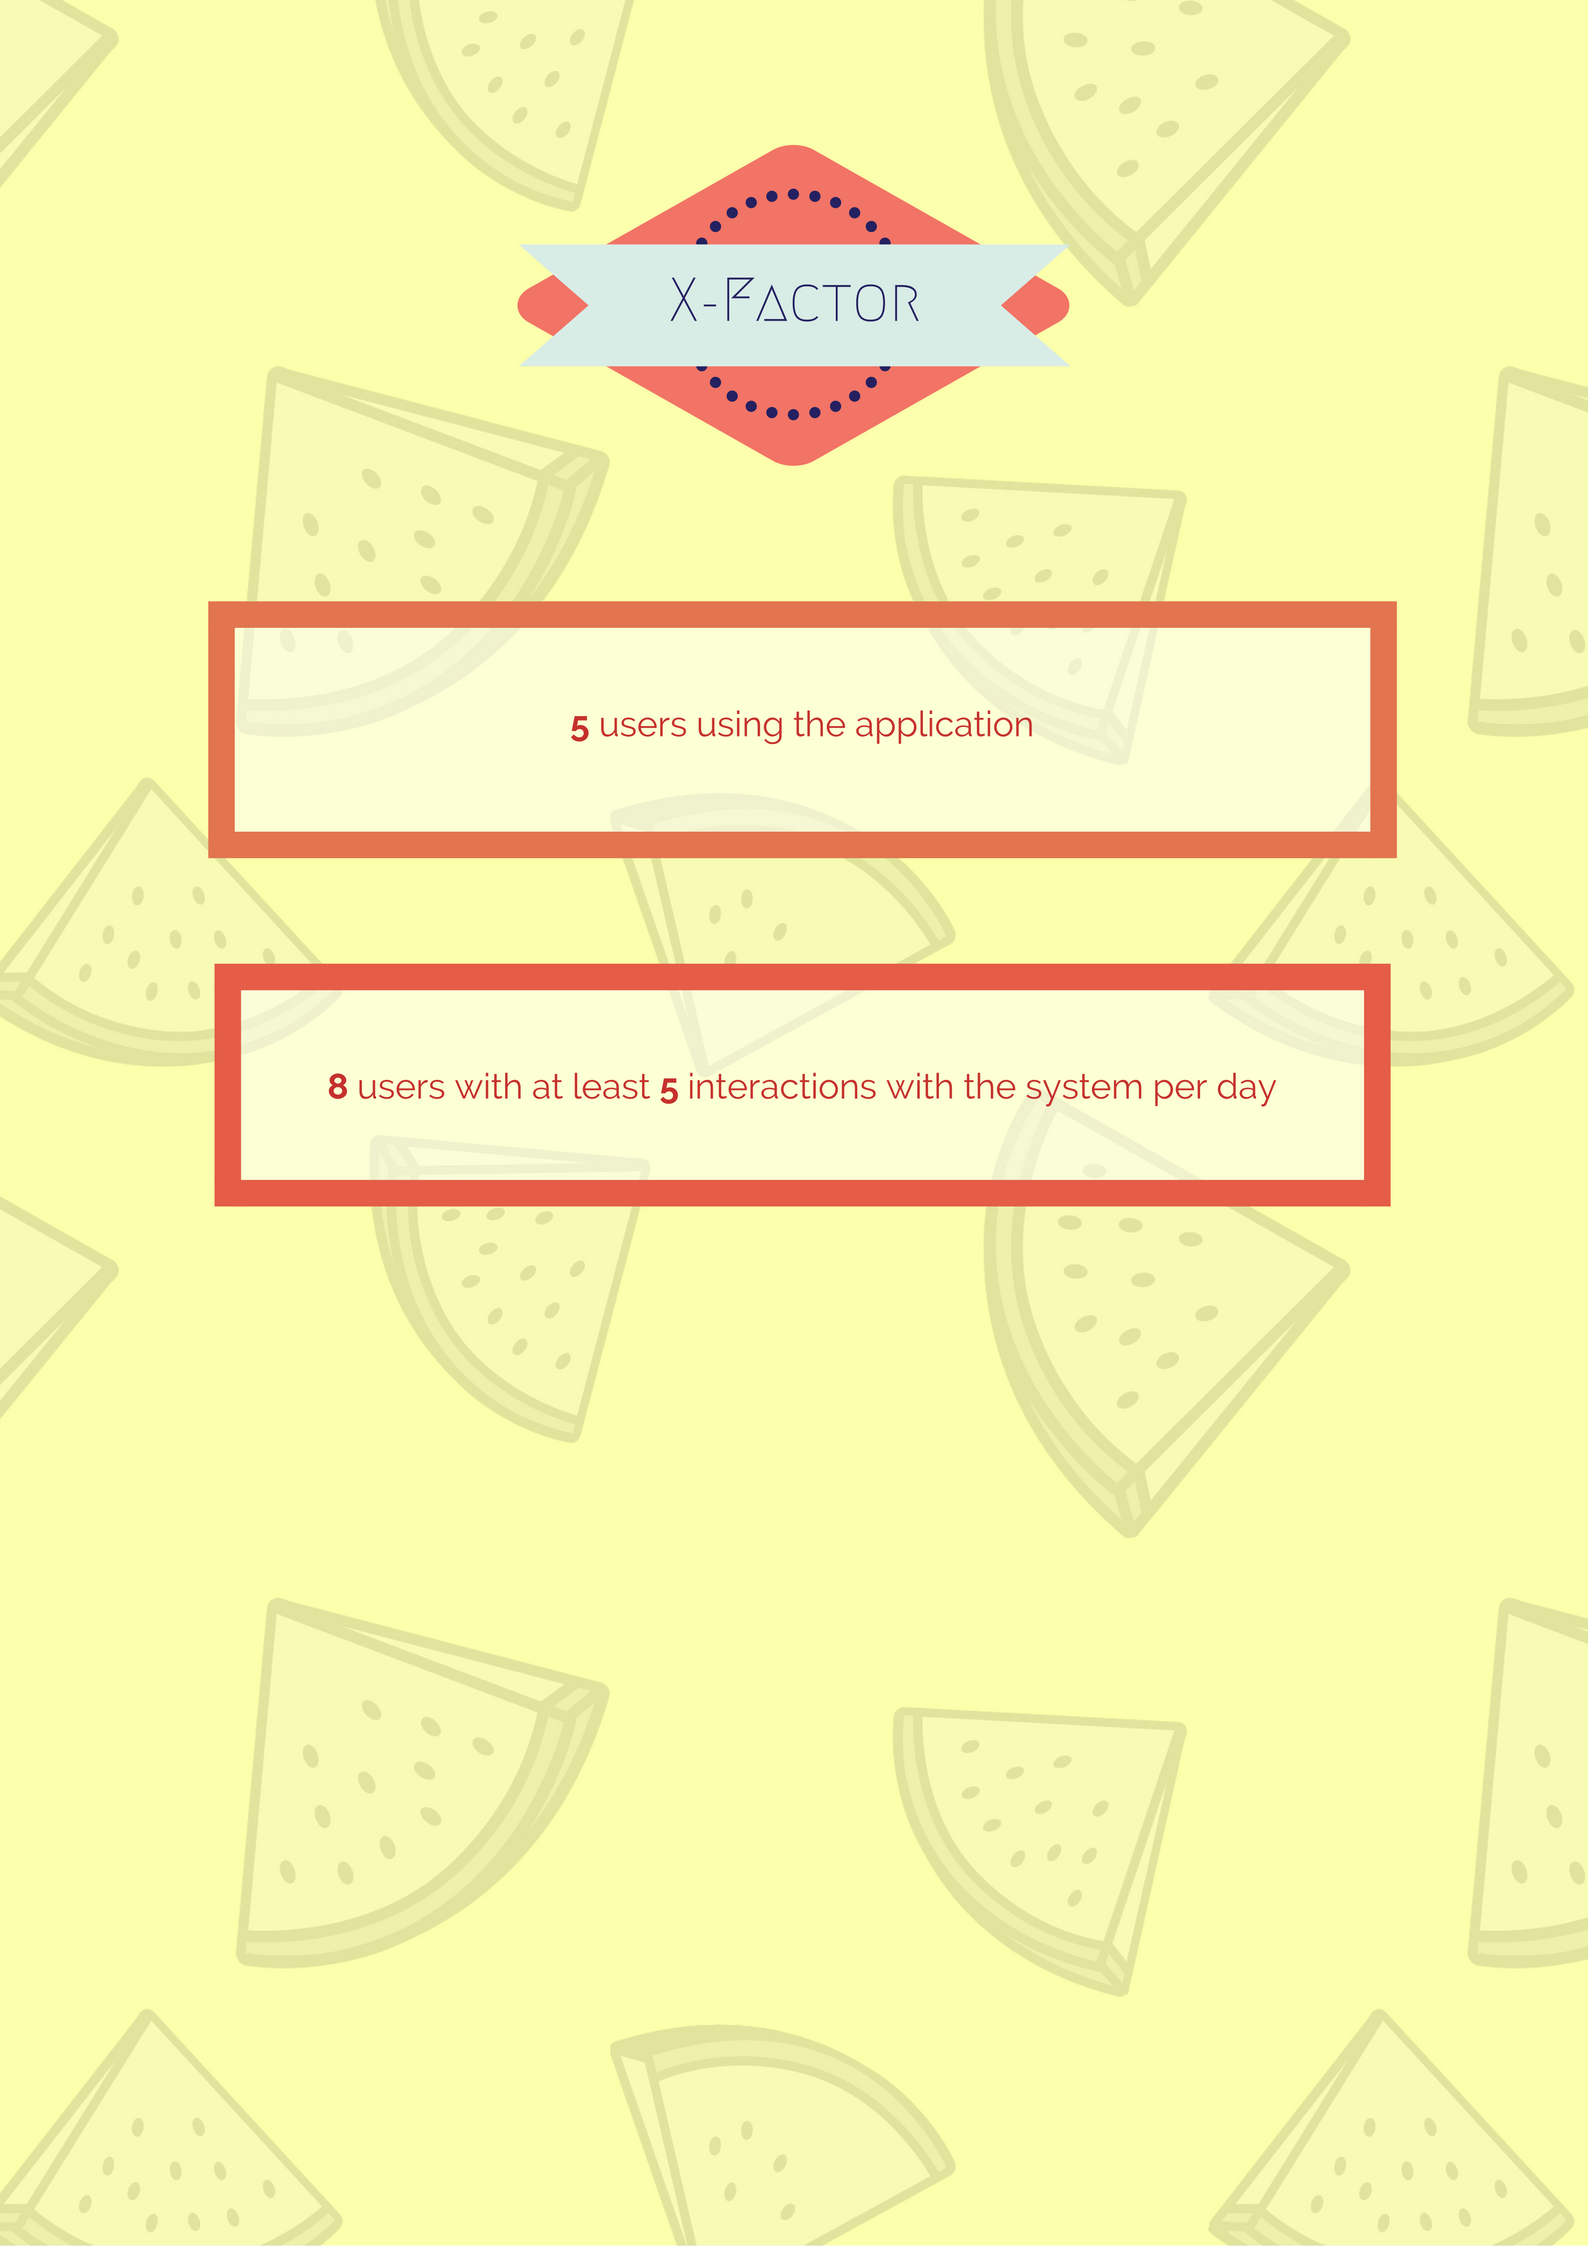 X-Factor
5 users using the application
8 users with at least 5 interactions with the system per day